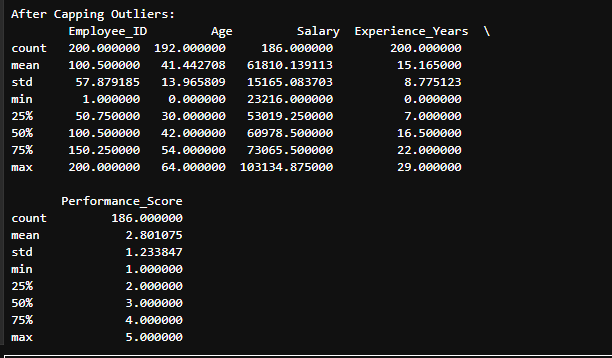 After Capping Outliers:
Employee_ID Age Salary Experience_Years \
count 200.000000 192.000000 186.000000 200.000000
mean 100.500000 41.442708 61810.139113 15.165000
std 57.879185 13.965809 15165.083703 8.775123
min 1.000000 0.000000 23216.000000 0.000000
25% 50.750000 30.000000 53019.250000 7.000000
50% 100.500000 42.000000 60978.500000 16.500000
75% 150.250000 54.000000 73065.500000 22.000000
max 200.000000 64.000000 103134.875000 29.000000
Performance_Score
count 186.000000
mean 2.801075
std 1.233847
min 1.000000
25% 2.000000
50% 3.000000
75% 4.000000
max 5.000000